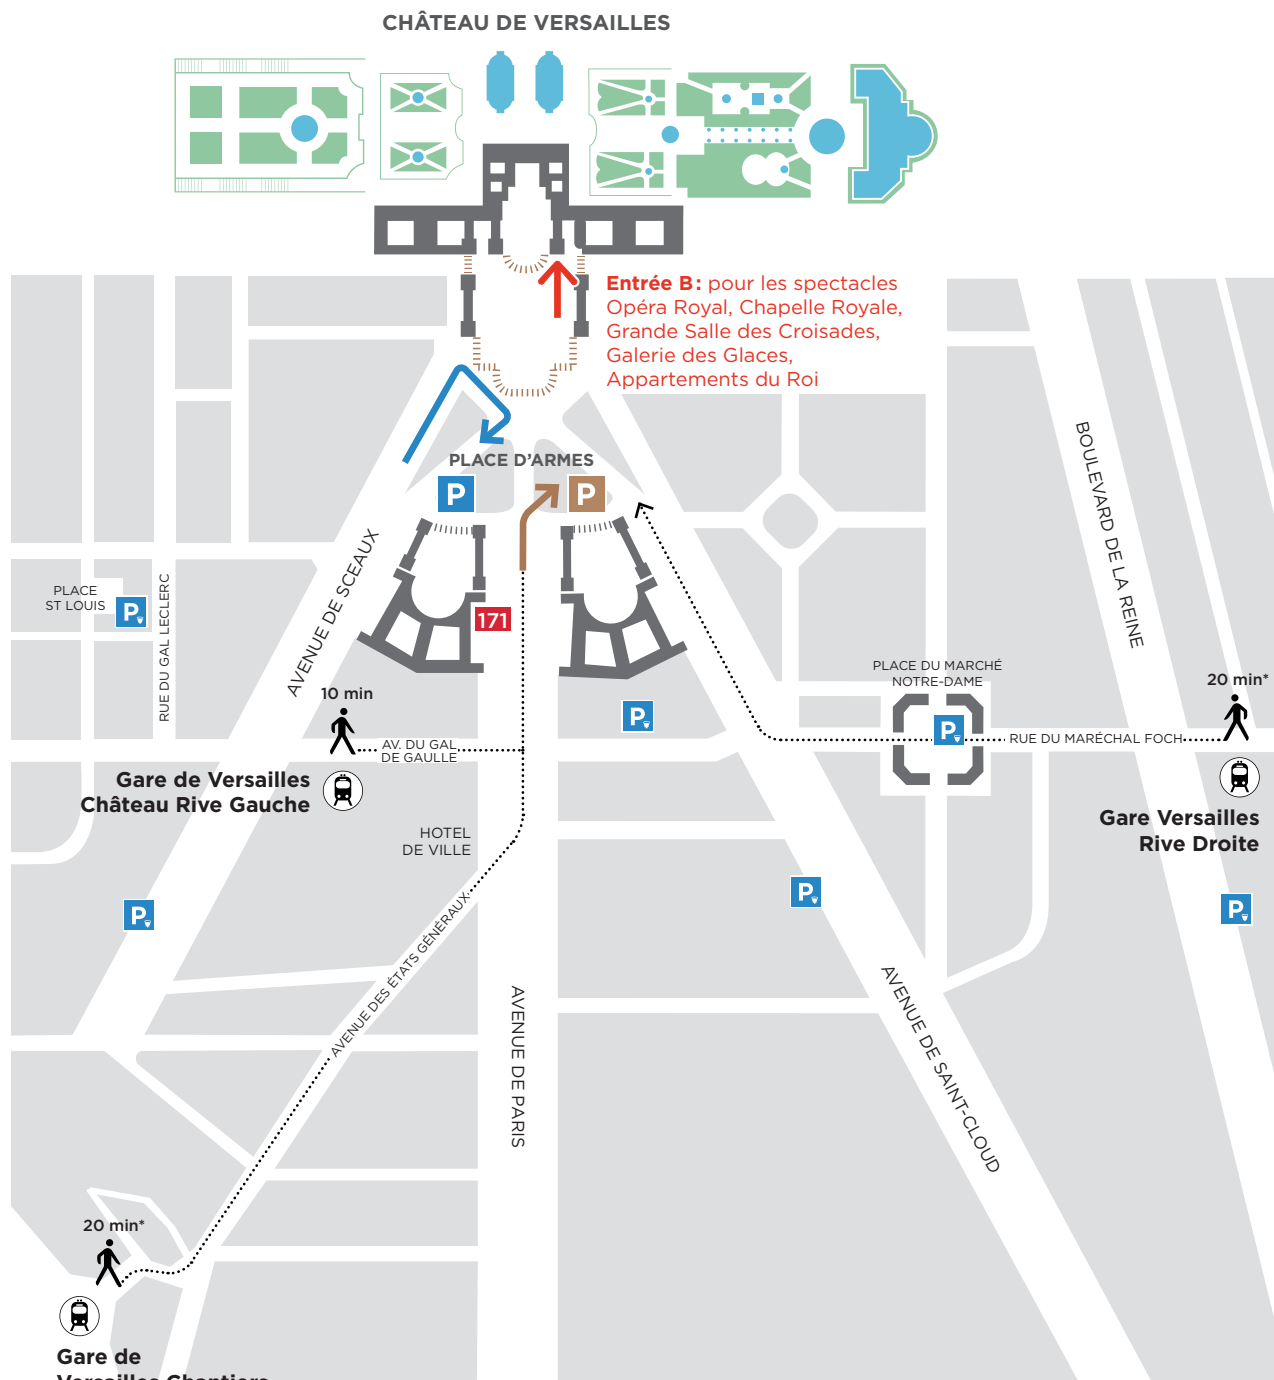 CHÂTEAU DE VERSAILLES
Entrée B : pour les spectacles
Opéra Royal, Chapelle Royale,
Grande Salle des Croisades,
Galerie des Glaces,
Appartements du Roi
PLACE D'ARMES
P
P
BOULEVARD DE LA REINE
AVENUE DE SCEAUX
PLACE
ST LOUIS
P
RUE DU GAL LECLERC
171
10 min
P
PLACE DU MARCHÉ
NOTRE-DAME
P
20 min*
RUE DU MARÉCHAL FOCH
AV. DU GAL
DE GAULLE
Gare de Versailles
Château Rive Gauche
Gare Versailles
Rive Droite
HOTEL
DE VILLE
P
P
P
AVENUE DES ÉTATS GÉNÉRAUX
AVENUE DE PARIS
AVENUE DE SAINT-CLOUD
20 min*
Gare de
Versailles Chantiers